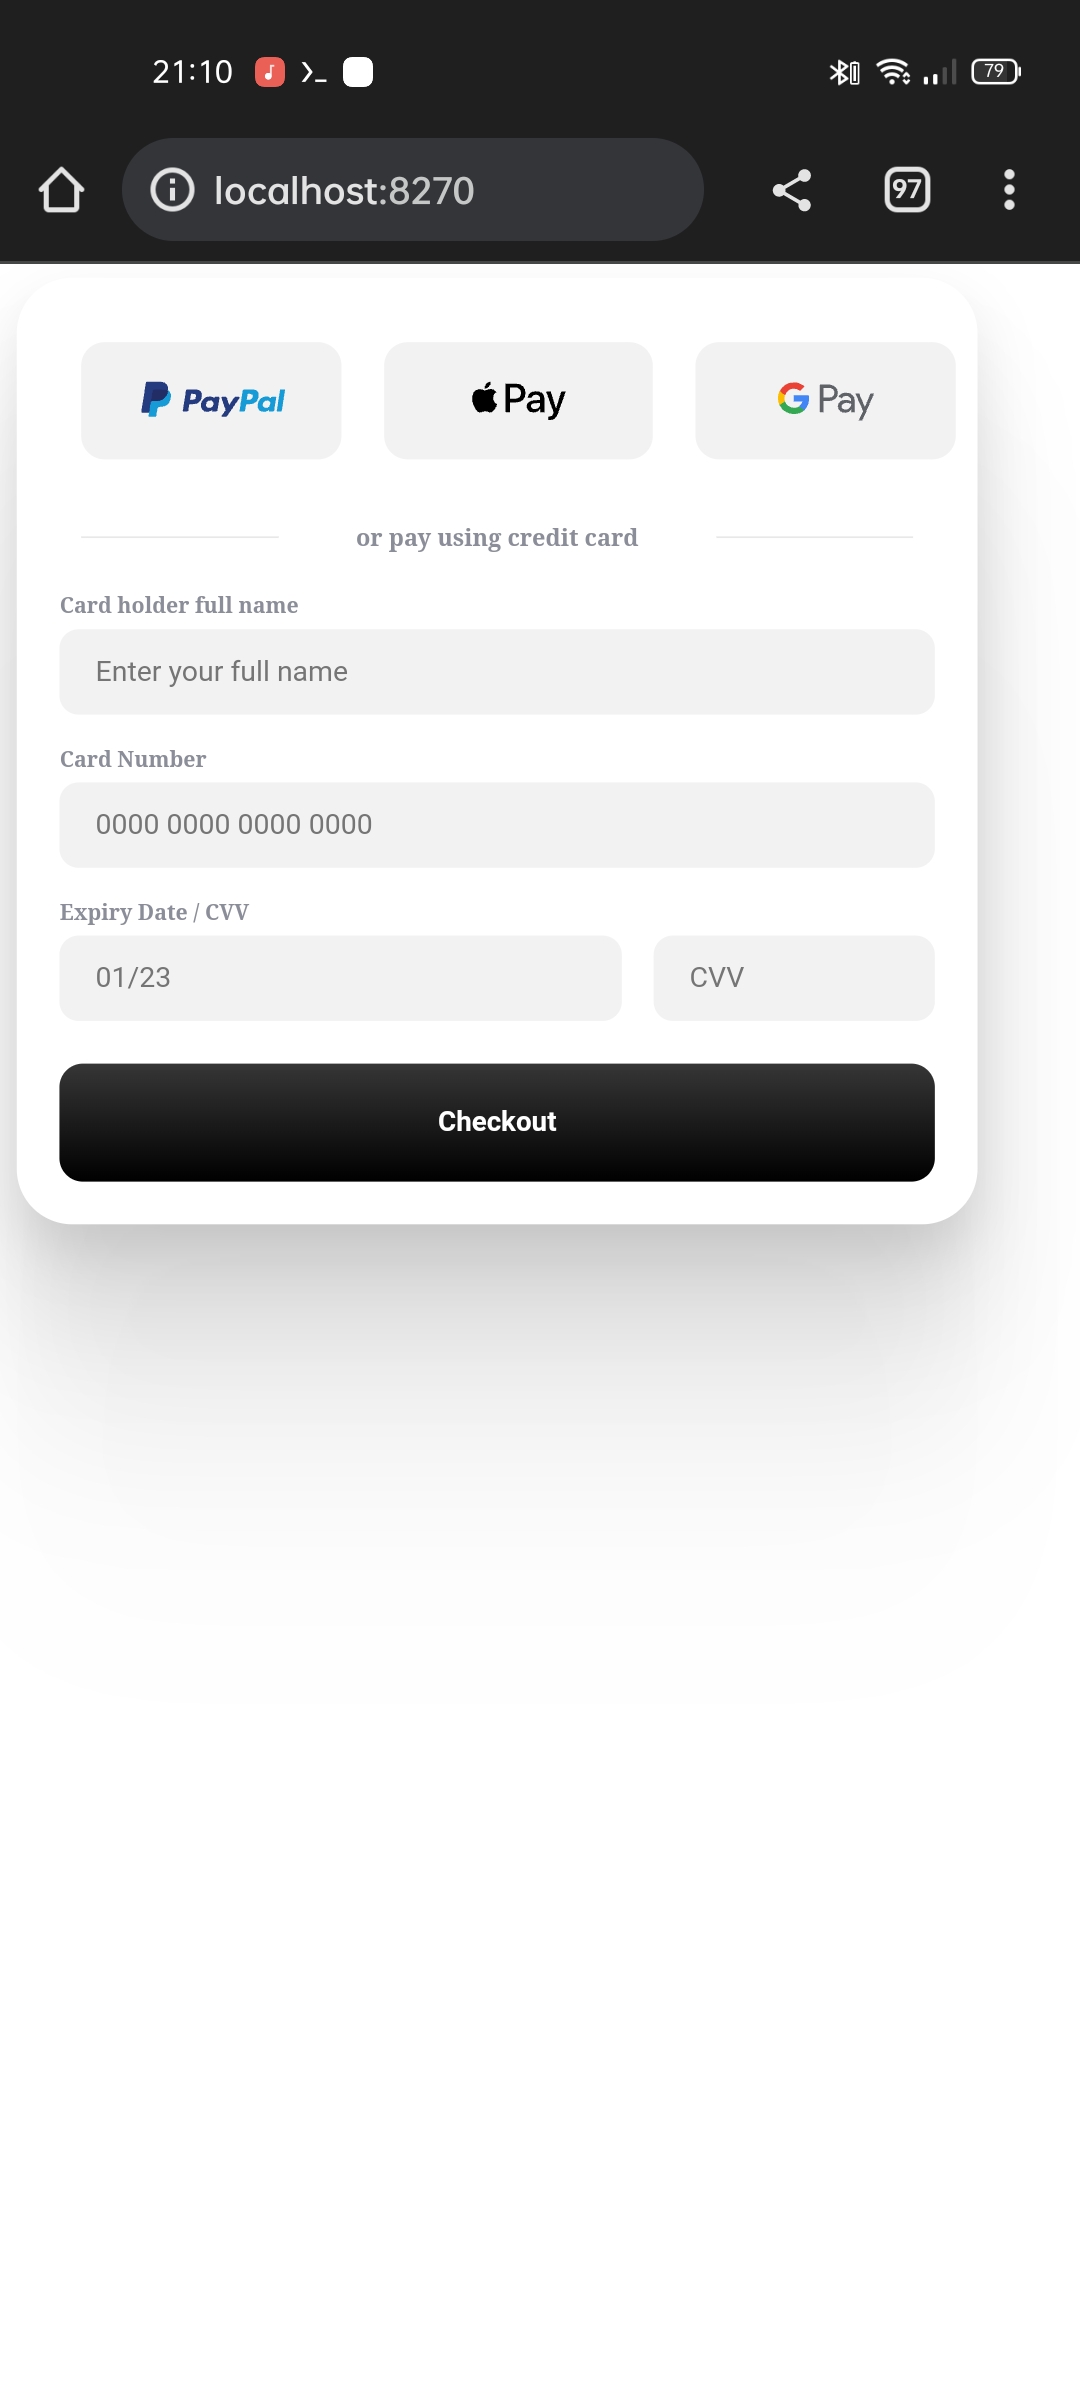 21:10
79
localhost:8270
97
PayPal
Pay
G Pay
or pay using credit card
Card holder full name
Enter your full name
Card Number
0000 0000 0000 0000
Expiry Date / CVV
01/23
CVV
Checkout